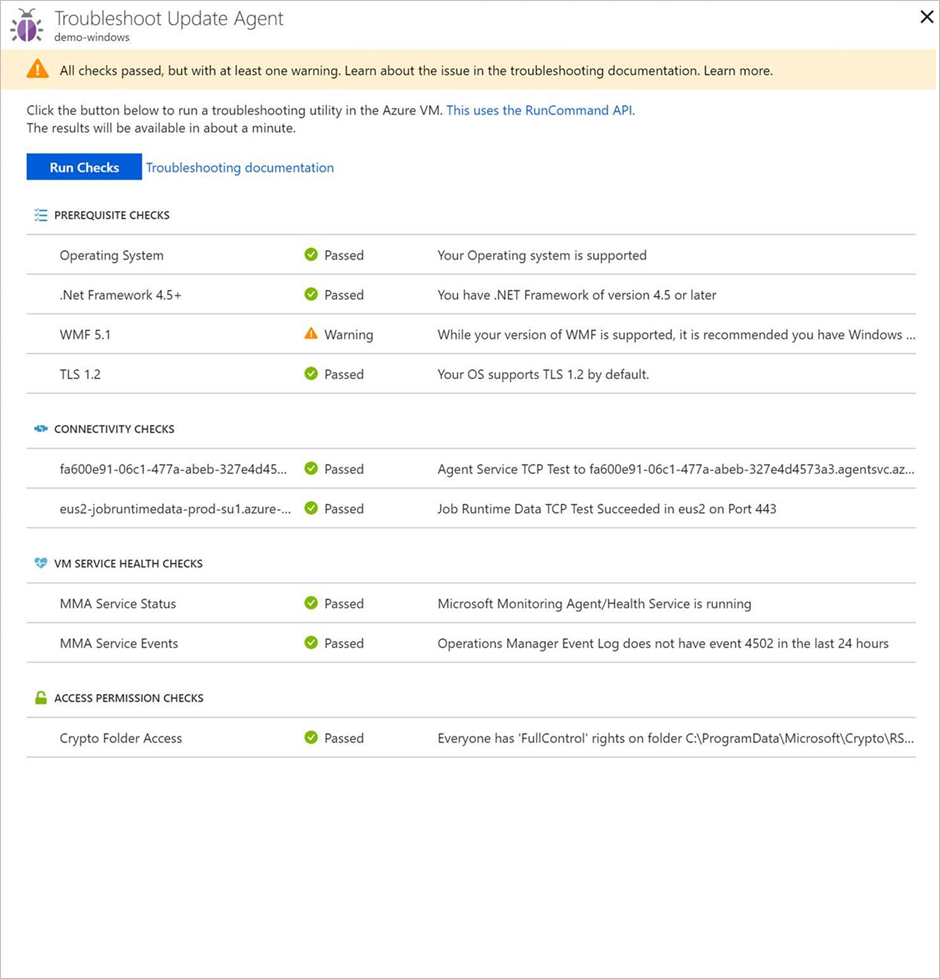 Troubleshoot Update Agent
demo-windows
All checks passed, but with at least one warning. Learn about the issue in the troubleshooting documentation. Learn more.
Click the button below to run a troubleshooting utility in the Azure VM. This uses the RunCommand API.
The results will be available in about a minute.
Run Checks Troubleshooting documentation
PREREQUISITE CHECKS
Operating System Passed Your Operating system is supported
.Net Framework 4.5+ Passed You have .NET Framework of version 4.5 or later
WMF 5.1 Warning While your version of WMF is supported, it is recommended you have Windows ...
TLS 1.2 Passed Your OS supports TLS 1.2 by default.
CONNECTIVITY CHECKS
fa600e91-06c1-477a-abeb-327e4d45... Passed Agent Service TCP Test to fa600e91-06c1-477a-abeb-327e4d4573a3.agentsvc.az...
eus2-jobruntimedata-prod-su1.azure-... Passed Job Runtime Data TCP Test Succeeded in eus2 on Port 443
VM SERVICE HEALTH CHECKS
MMA Service Status Passed Microsoft Monitoring Agent/Health Service is running
MMA Service Events Passed Operations Manager Event Log does not have event 4502 in the last 24 hours
ACCESS PERMISSION CHECKS
Crypto Folder Access Passed Everyone has 'FullControl' rights on folder C:\ProgramData\Microsoft\Crypto\RS...